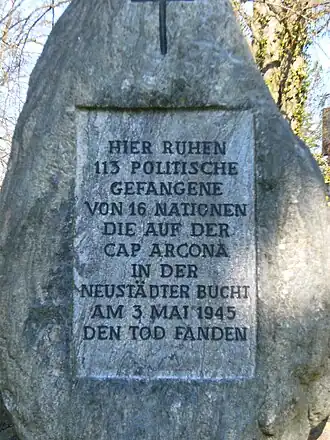 HIER RUHEN
113 POLITISCHE
GEFANGENE
VON 16 NATIONEN
DIE AUF DER
CAP ARCONA
IN DER
NEUSTÄDTER BUCHT
AM 3. MAI 1945
DEN TOD FANDEN